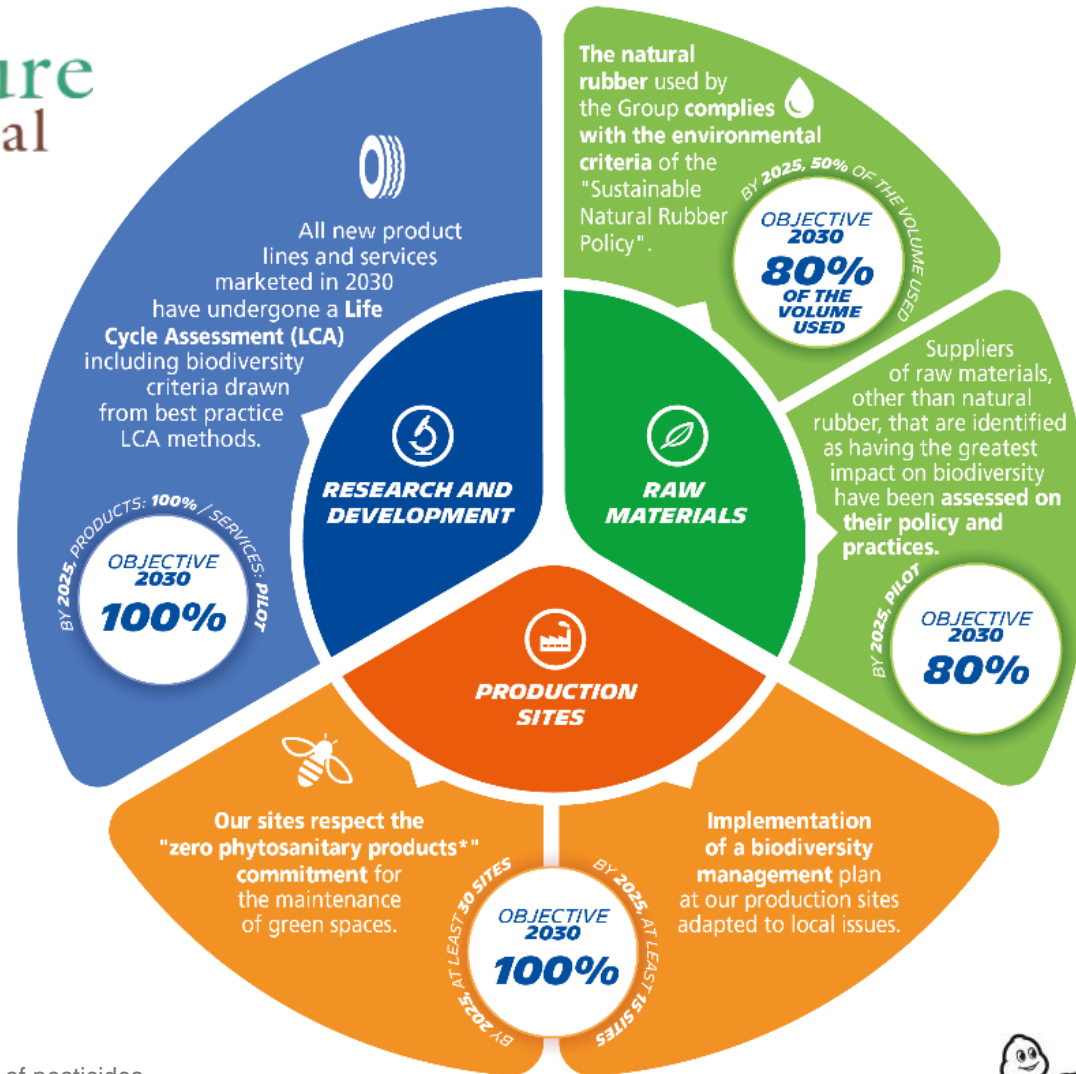 ure
al
All new product
lines and services
marketed in 2030
have undergone a Life
Cycle Assessment (LCA)
including biodiversity
criteria drawn
from best practice
LCA methods.
BY 2025, PRODUCTS: 100% / SERVICES: PILOT
OBJECTIVE
2030
100%
RESEARCH AND
DEVELOPMENT
The natural
rubber used by
the Group complies
with the environmental
criteria of the
"Sustainable
Natural Rubber
Policy".
BY 2025, 50% OF THE VOLUME USED
OBJECTIVE
2030
80%
OF THE
VOLUME
USED
RAW
MATERIALS
Suppliers
of raw materials,
other than natural
rubber, that are identified
as having the greatest
impact on biodiversity
have been assessed on
their policy and
practices.
BY 2025, PILOT
OBJECTIVE
2030
80%
PRODUCTION
SITES
Our sites respect the
"zero phytosanitary products*"
commitment for
the maintenance
of green spaces.
BY 2025, AT LEAST 30 SITES
OBJECTIVE
2030
100%
BY 2025, AT LEAST 15 SITES
Implementation
of a biodiversity
management plan
at our production sites
adapted to local issues.
of pesticides